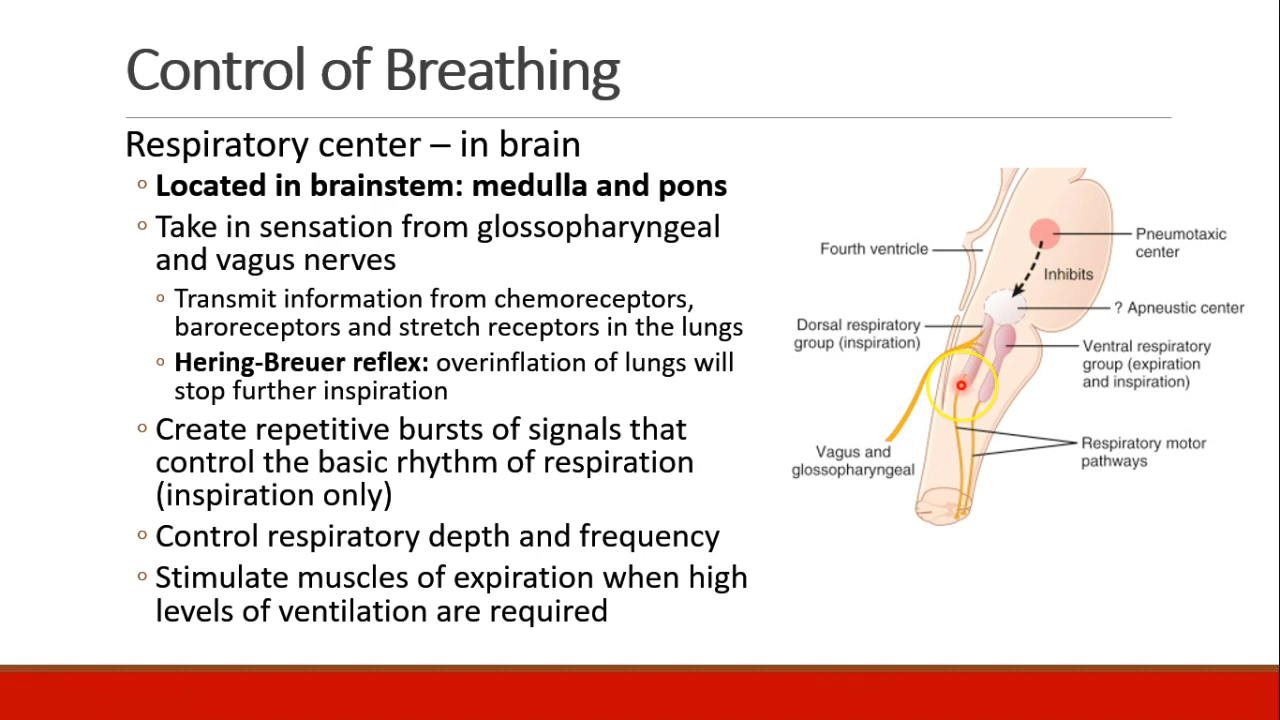 Control of Breathing
Respiratory center – in brain
◦ Located in brainstem: medulla and pons
◦ Take in sensation from glossopharyngeal
and vagus nerves
◦ Transmit information from chemoreceptors,
baroreceptors and stretch receptors in the lungs
◦ Hering-Breuer reflex: overinflation of lungs will
stop further inspiration
◦ Create repetitive bursts of signals that
control the basic rhythm of respiration
(inspiration only)
◦ Control respiratory depth and frequency
◦ Stimulate muscles of expiration when high
levels of ventilation are required
Pneumotaxic
center
Fourth ventricle
Inhibits
? Apneustic center
Dorsal respiratory
group (inspiration)
Ventral respiratory
group (expiration
and inspiration)
Vagus and
glossopharyngeal
Respiratory motor
pathways